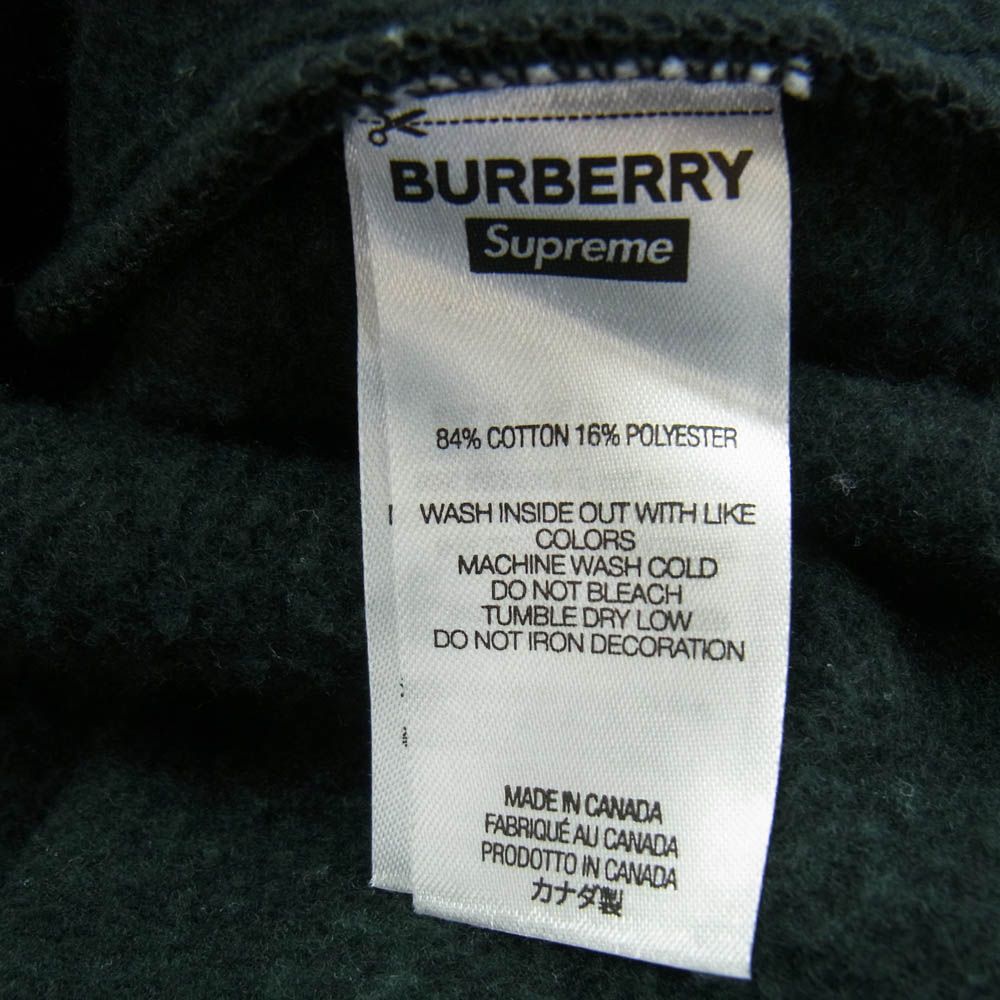 BURBERRY
Supreme
84% COTTON 16% POLYESTER
WASH INSIDE OUT WITH LIKE
COLORS
MACHINE WASH COLD
DO NOT BLEACH
TUMBLE DRY LOW
DO NOT IRON DECORATION
MADE IN CANADA
FABRIQUÉ AU CANADA
PRODOTTO IN CANADA
カナダ製